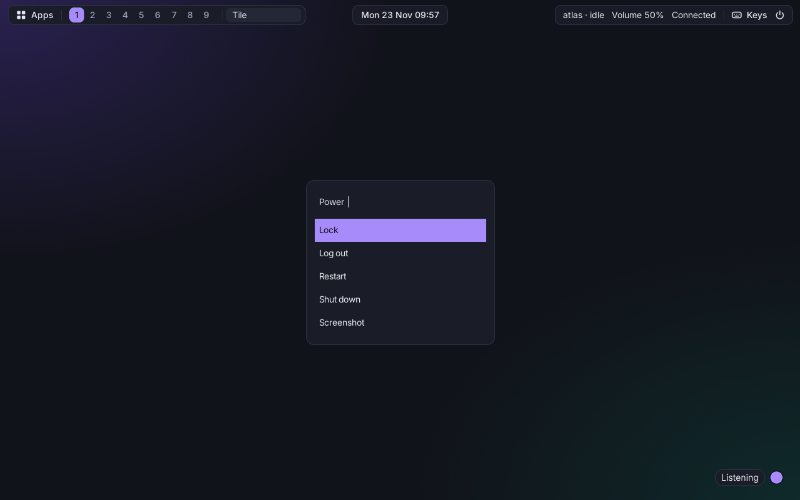 Apps 1 2 3 4 5 6 7 8 9 Tile
Mon 23 Nov 09:57
atlas · idle Volume 50% Connected Keys
Power
Lock
Log out
Restart
Shut down
Screenshot
Listening